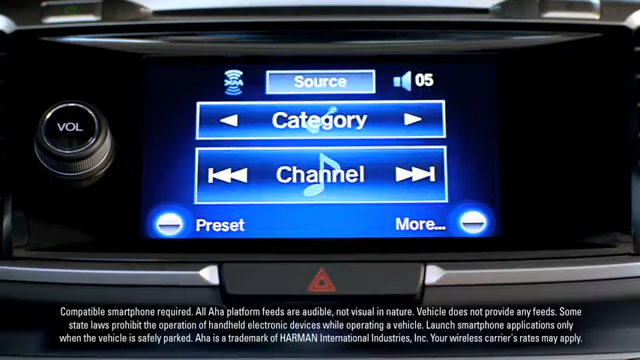 XM Source 05
VOL
Category
Channel
Preset More...
Compatible smartphone required. All Aha platform feeds are audible, not visual in nature. Vehicle does not provide any feeds. Some
state laws prohibit the operation of handheld electronic devices while operating a vehicle. Launch smartphone applications only
when the vehicle is safely parked. Aha is a trademark of HARMAN International Industries, Inc. Your wireless carrier's rates may apply.